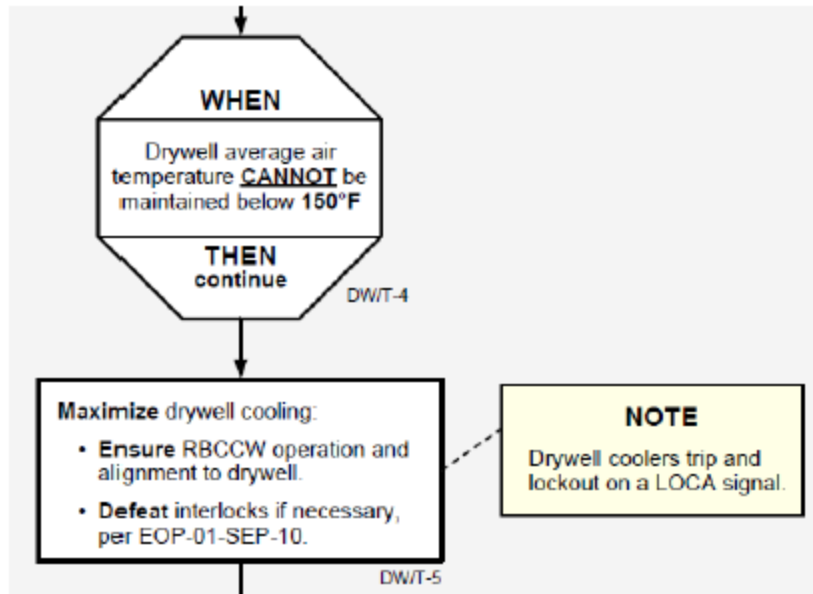 WHEN
Drywell average air
temperature CANNOT be
maintained below 150°F
THEN
continue
DW/T-4
Maximize drywell cooling:
• Ensure RBCCW operation and
alignment to drywell.
• Defeat interlocks if necessary,
per EOP-01-SEP-10.
DW/T-5
NOTE
Drywell coolers trip and
lockout on a LOCA signal.